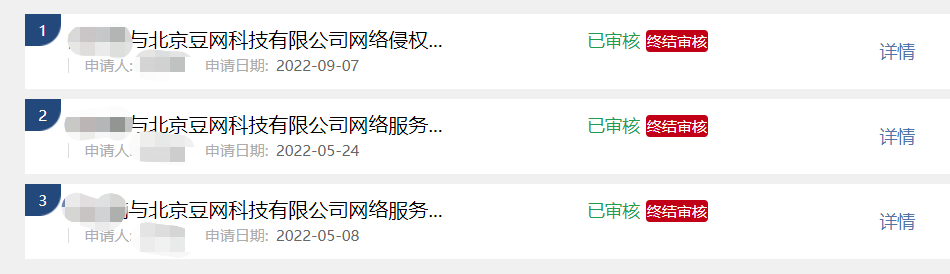 1
与北京豆网科技有限公司网络侵权...
已审核 终结审核
申请人: 申请日期: 2022-09-07
详情
2
与北京豆网科技有限公司网络服务...
已审核 终结审核
申请人: 申请日期: 2022-05-24
详情
3
与北京豆网科技有限公司网络服务...
已审核 终结审核
申请人: 申请日期: 2022-05-08
详情